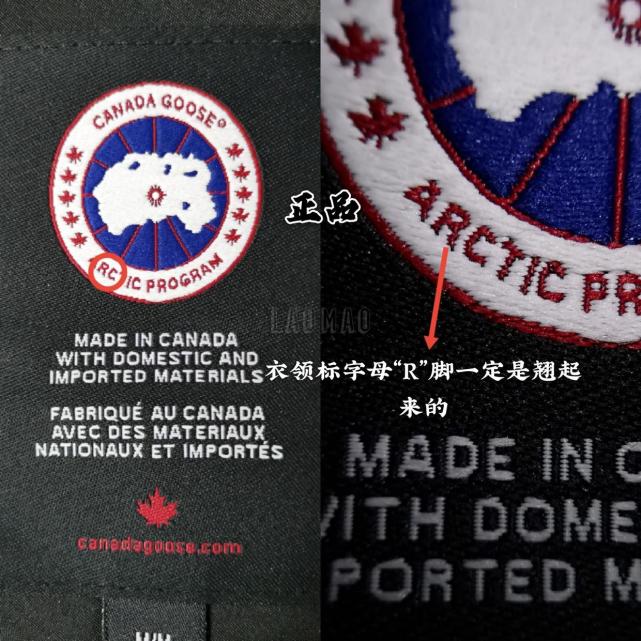 CANADA GOOSE®
ARCTIC PROGRAM
MADE IN CANADA
WITH DOMESTIC AND
IMPORTED MATERIALS
FABRIQUÉ AU CANADA
AVEC DES MATERIAUX
NATIONAUX ET IMPORTÉS
canadagoose.com
正品
LAOMAO
ARCTIC PR
衣领标字母“R”脚一定是翘起
来的
MADE IN C
WITH DOME
PORTED M